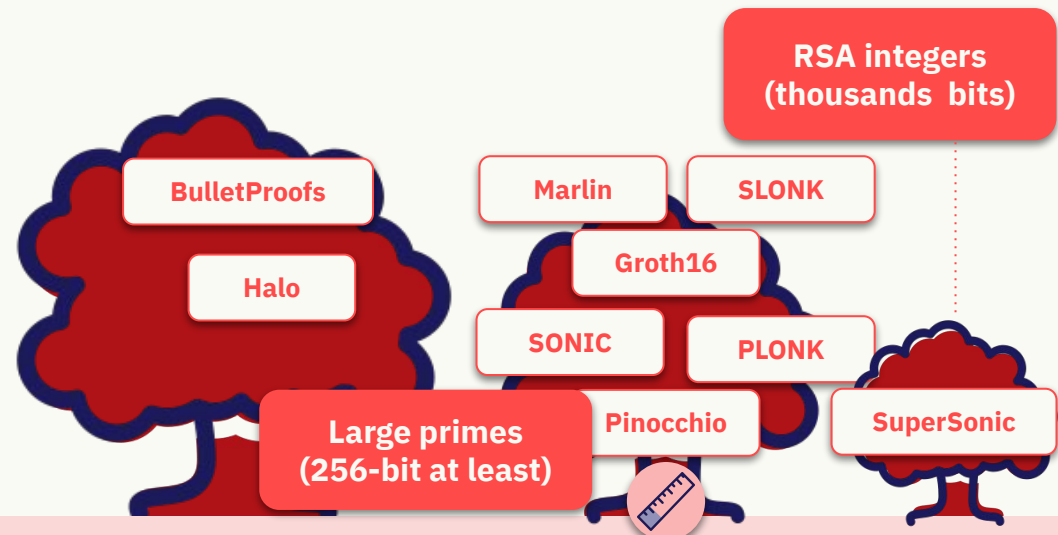 RSA integers
(thousands bits)
BulletProofs
Marlin
SLONK
Groth16
Halo
SONIC
PLONK
Large primes
(256-bit at least)
Pinocchio
SuperSonic